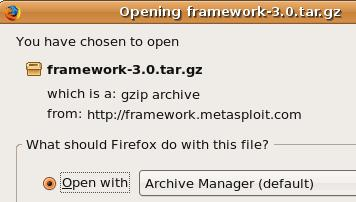 Opening framework-3.0.tar.gz
You have chosen to open
framework-3.0.tar.gz
which is a: gzip archive
from: http://framework.metasploit.com
What should Firefox do with this file?
Open with Archive Manager (default)